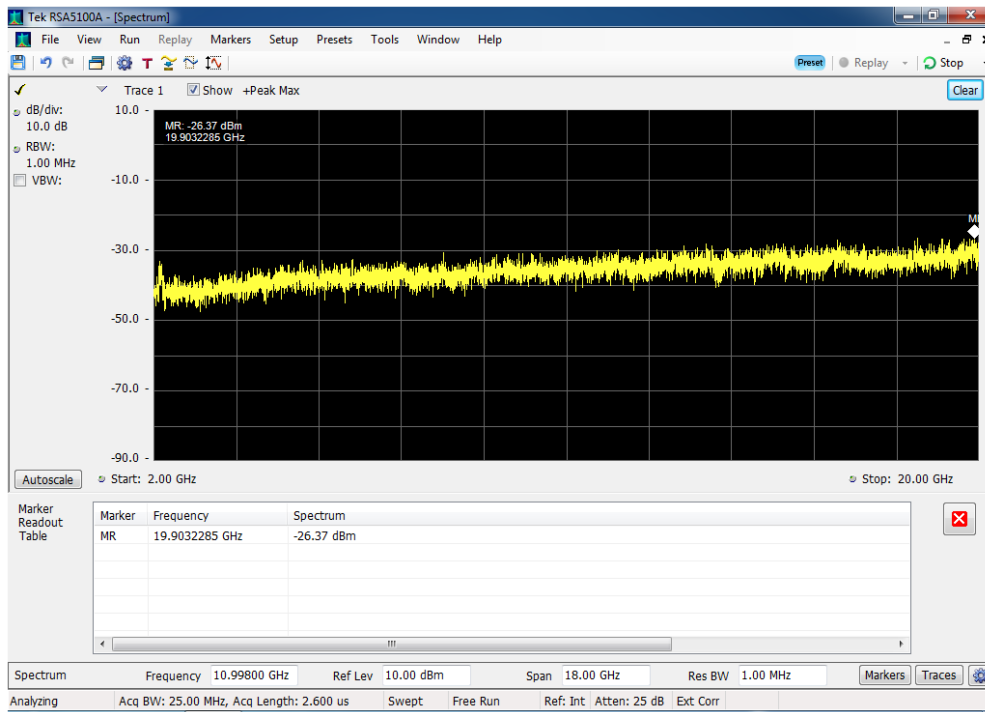 Tek RSA5100A - [Spectrum]
File View Run Replay Markers Setup Presets Tools Window Help
T Preset Replay Stop
Trace 1 Show +Peak Max Clear
dB/div:
10.0 dB
RBW:
1.00 MHz
VBW:
10.0 -
-10.0 -
-30.0 -
-50.0 -
-70.0 -
-90.0 -
MR: -26.37 dBm
19.9032285 GHz
Autoscale Start: 2.00 GHz Stop: 20.00 GHz
Marker
Readout
Table
Marker Frequency Spectrum
MR 19.9032285 GHz -26.37 dBm
Spectrum Frequency 10.99800 GHz Ref Lev 10.00 dBm Span 18.00 GHz Res BW 1.00 MHz Markers Traces
Analyzing Acq BW: 25.00 MHz, Acq Length: 2.600 us Swept Free Run Ref: Int Atten: 25 dB Ext Corr